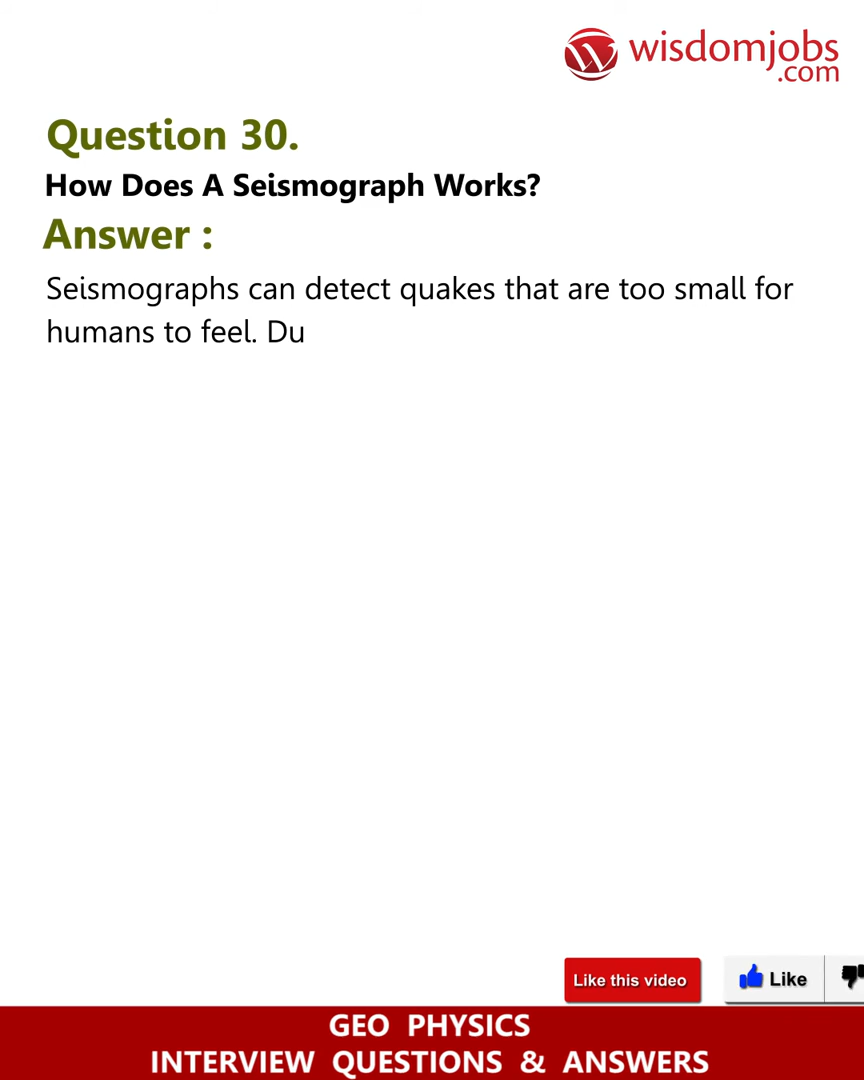 wisdomjobs
.com
Question 30.
How Does A Seismograph Works?
Answer :
Seismographs can detect quakes that are too small for
humans to feel. Du
Like this video
Like
GEO PHYSICS
INTERVIEW QUESTIONS & ANSWERS